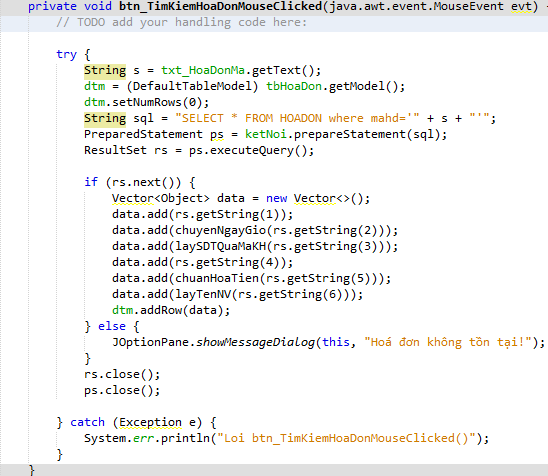 private void btn_TimKiemHoaDonMouseClicked(java.awt.event.MouseEvent evt) {
// TODO add your handling code here:
try {
String s = txt_HoaDonMa.getText();
dtm = (DefaultTableModel) tbHoaDon.getModel();
dtm.setNumRows(0);
String sql = "SELECT * FROM HOADON where mahd='" + s + "'";
PreparedStatement ps = ketNoi.prepareStatement(sql);
ResultSet rs = ps.executeQuery();
if (rs.next()) {
Vector<Object> data = new Vector<>();
data.add(rs.getString(1));
data.add(chuyenNgayGio(rs.getString(2)));
data.add(laySDTQuaMaKH(rs.getString(3)));
data.add(rs.getString(4));
data.add(chuanHoaTien(rs.getString(5)));
data.add(layTenNV(rs.getString(6)));
dtm.addRow(data);
} else {
JOptionPane.showMessageDialog(this, "Hoá đơn không tồn tại!");
}
rs.close();
ps.close();
} catch (Exception e) {
System.err.println("Loi btn_TimKiemHoaDonMouseClicked()");
}
}